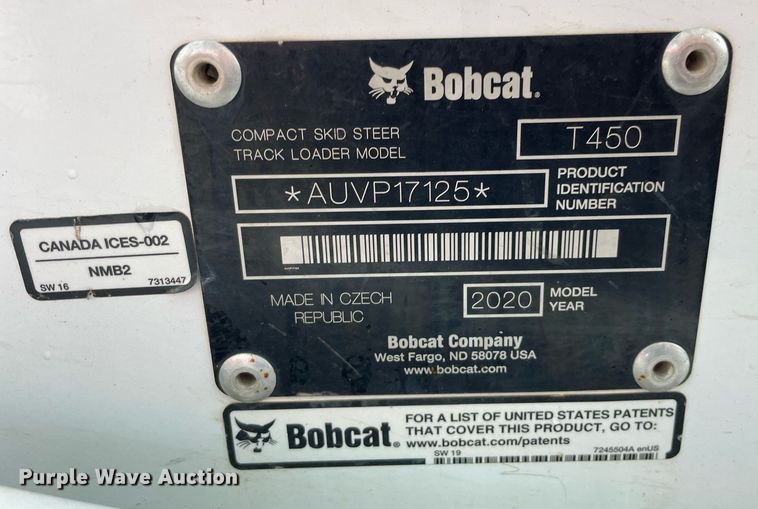 Bobcat®
COMPACT SKID STEER
TRACK LOADER MODEL
T450
*AUVP17125*
PRODUCT
IDENTIFICATION
NUMBER
MADE IN CZECH
REPUBLIC
2020
MODEL
YEAR
Bobcat Company
West Fargo, ND 58078 USA
www.bobcat.com
CANADA ICES-002
NMB2
SW 16
7313447
Bobcat®
FOR A LIST OF UNITED STATES PATENTS
THAT COVER THIS PRODUCT, GO TO:
www.bobcat.com/patents
SW 19
7245504A enUS
Purple Wave Auction